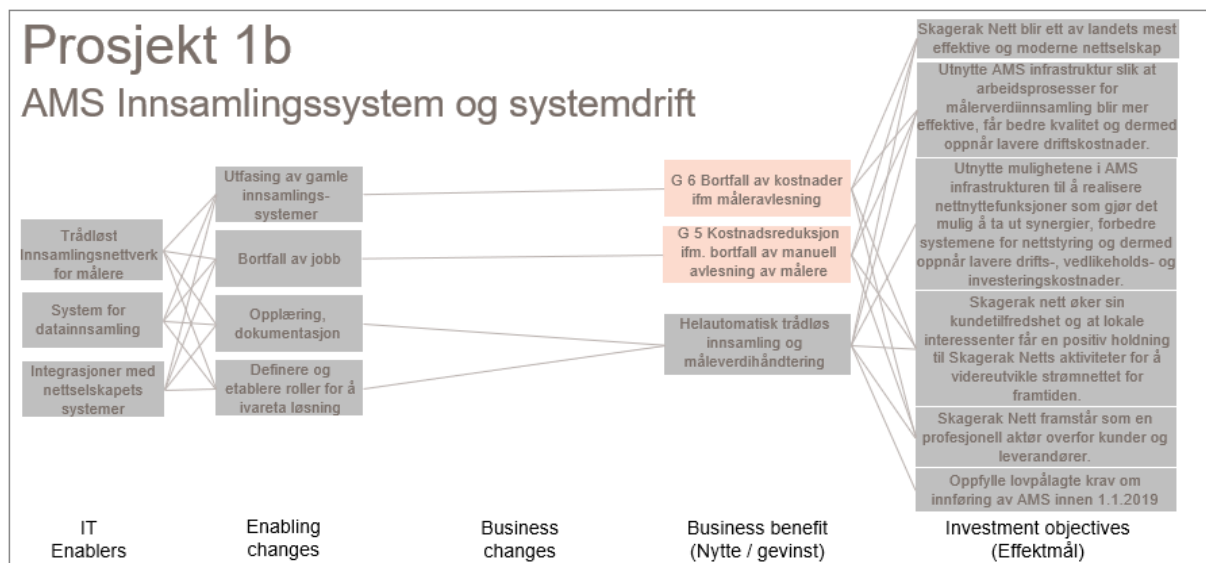 Prosjekt 1b
AMS Innsamlingssystem og systemdrift
Trådløst
Innsamlingsnettverk
for målere
System for
datainnsamling
Integrasjoner med
nettselskapets
systemer
Utfasing av gamle
innsamlings-
systemer
Bortfall av jobb
Opplæring,
dokumentasjon
Definere og
etablere roller for å
ivareta løsning
G 6 Bortfall av kostnader
ifm måleravlesning
G 5 Kostnadsreduksjon
ifm. bortfall av manuell
avlesning av målere
Helautomatisk trådløs
innsamling og
måleverdihåndtering
Skagerak Nett blir ett av landets mest
effektive og moderne nettselskap
Utnytte AMS infrastruktur slik at
arbeidsprosesser for
målerverdiinnsamling blir mer
effektive, får bedre kvalitet og dermed
oppnår lavere driftskostnader.
Utnytte mulighetene i AMS
infrastrukturen til å realisere
nettnyttefunksjoner som gjør det
mulig å ta ut synergier, forbedre
systemene for nettstyring og dermed
oppnår lavere drifts-, vedlikeholds- og
investeringskostnader.
Skagerak nett øker sin
kundetilfredshet og at lokale
interessenter får en positiv holdning
til Skagerak Netts aktiviteter for å
videreutvikle strømnettet for
framtiden.
Skagerak Nett framstår som en
profesjonell aktør overfor kunder og
leverandører.
Oppfylle lovpålagte krav om
innføring av AMS innen 1.1.2019
IT
Enablers
Enabling
changes
Business
changes
Business benefit
(Nytte / gevinst)
Investment objectives
(Effektmål)